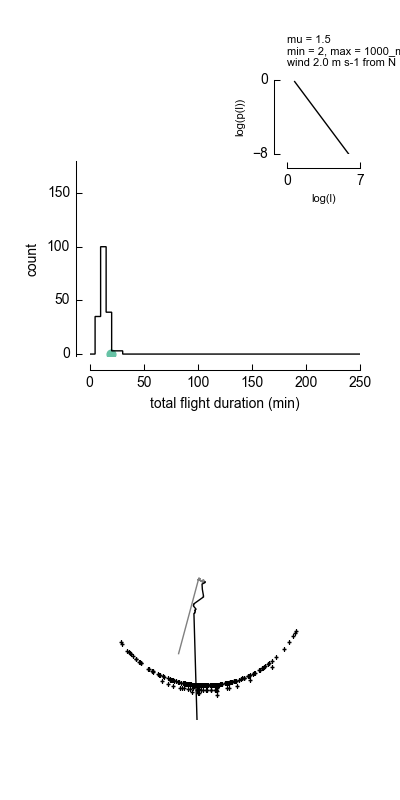 mu = 1.5
min = 2, max = 1000_m
wind 2.0 m s-1 from N
0
log(p(l))
−8
0
7
log(l)
150
100
count
50
0
0
50
100
150
200
250
total flight duration (min)